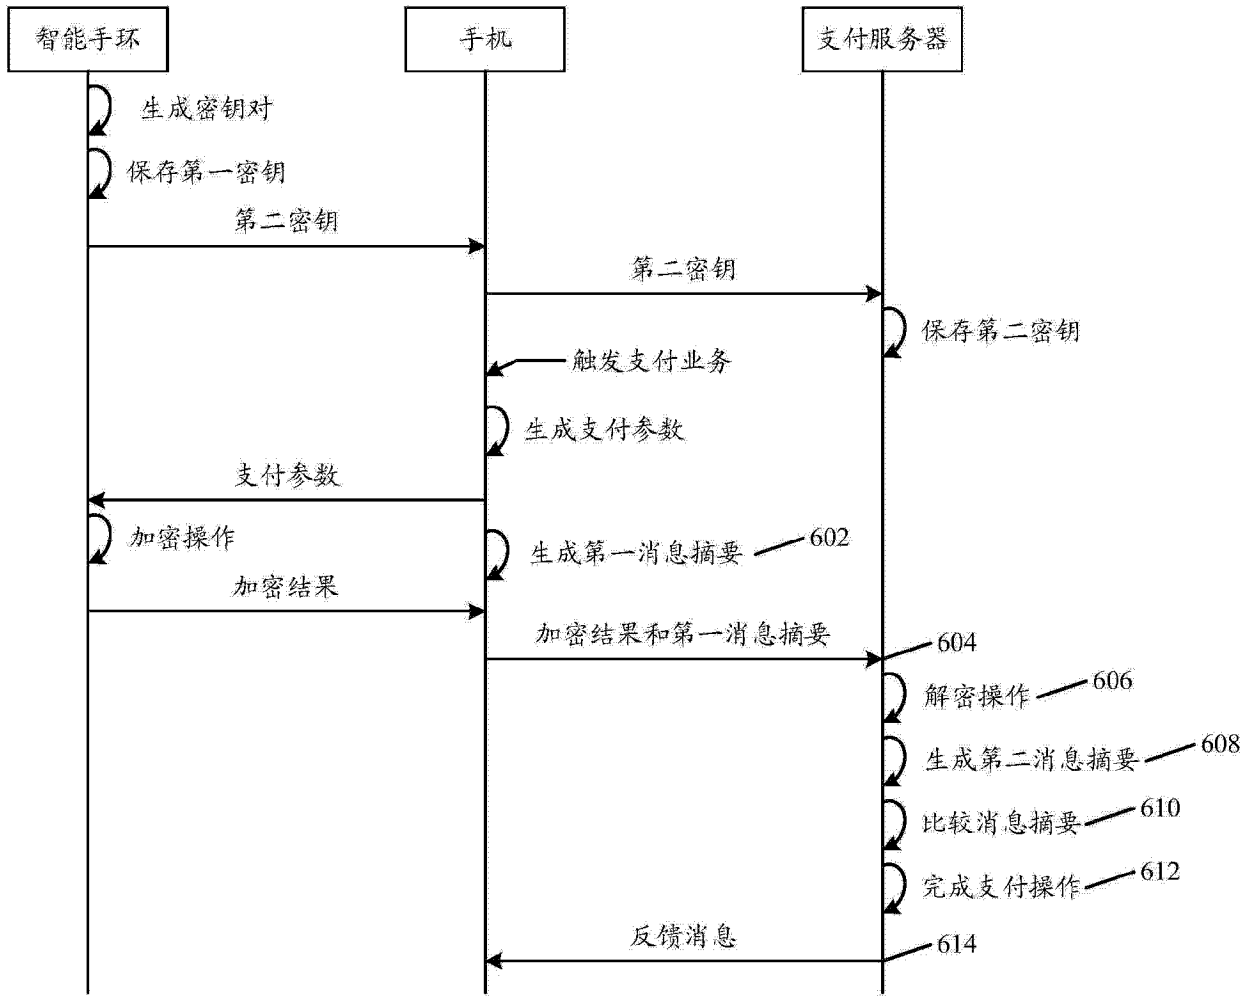 智能手环
手机
支付服务器
生成密钥对
保存第一密钥
第二密钥
第二密钥
保存第二密钥
触发支付业务
生成支付参数
支付参数
加密操作
生成第一消息摘要
602
加密结果
加密结果和第一消息摘要
604
解密操作
606
生成第二消息摘要
608
比较消息摘要
610
完成支付操作
612
反馈消息
614